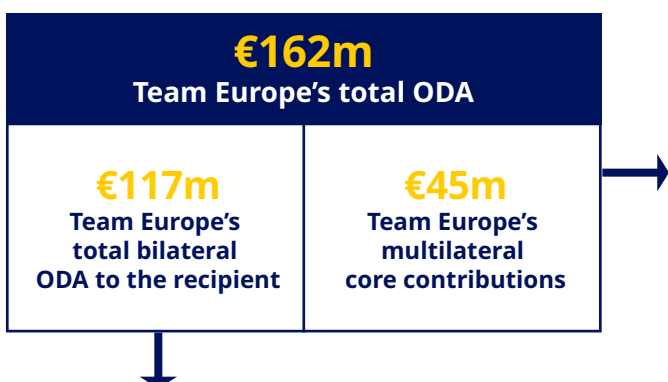 €162m
Team Europe’s total ODA
€117m
Team Europe’s
total bilateral
ODA to the recipient
€45m
Team Europe’s
multilateral
core contributions